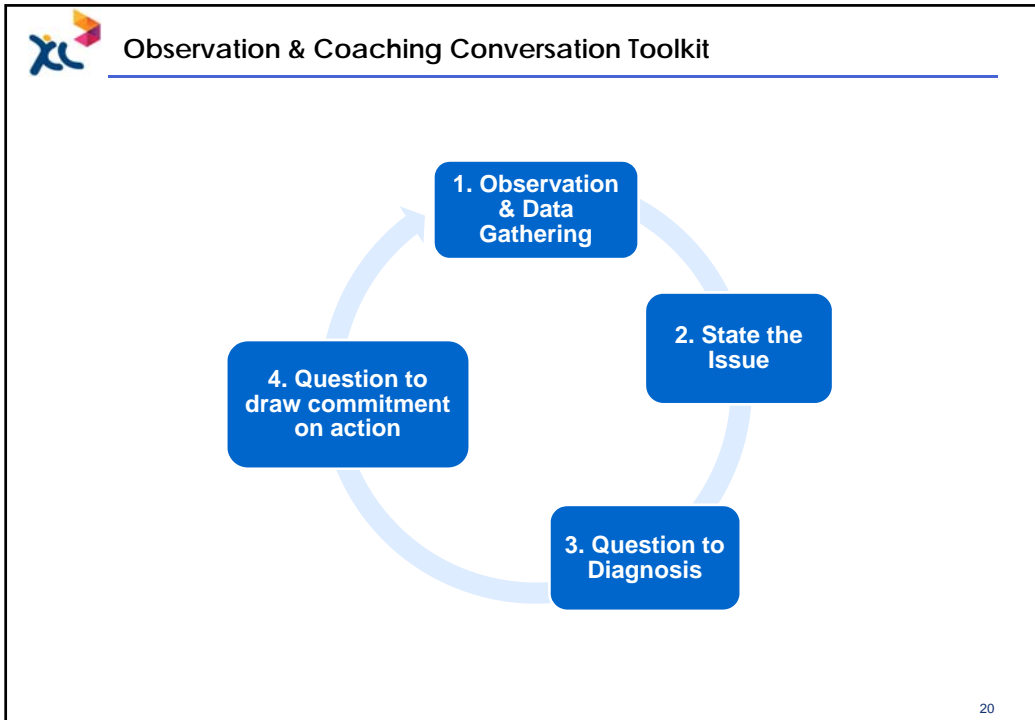 XL
Observation & Coaching Conversation Toolkit
1. Observation
& Data
Gathering
2. State the
Issue
3. Question to
Diagnosis
4. Question to
draw commitment
on action
20